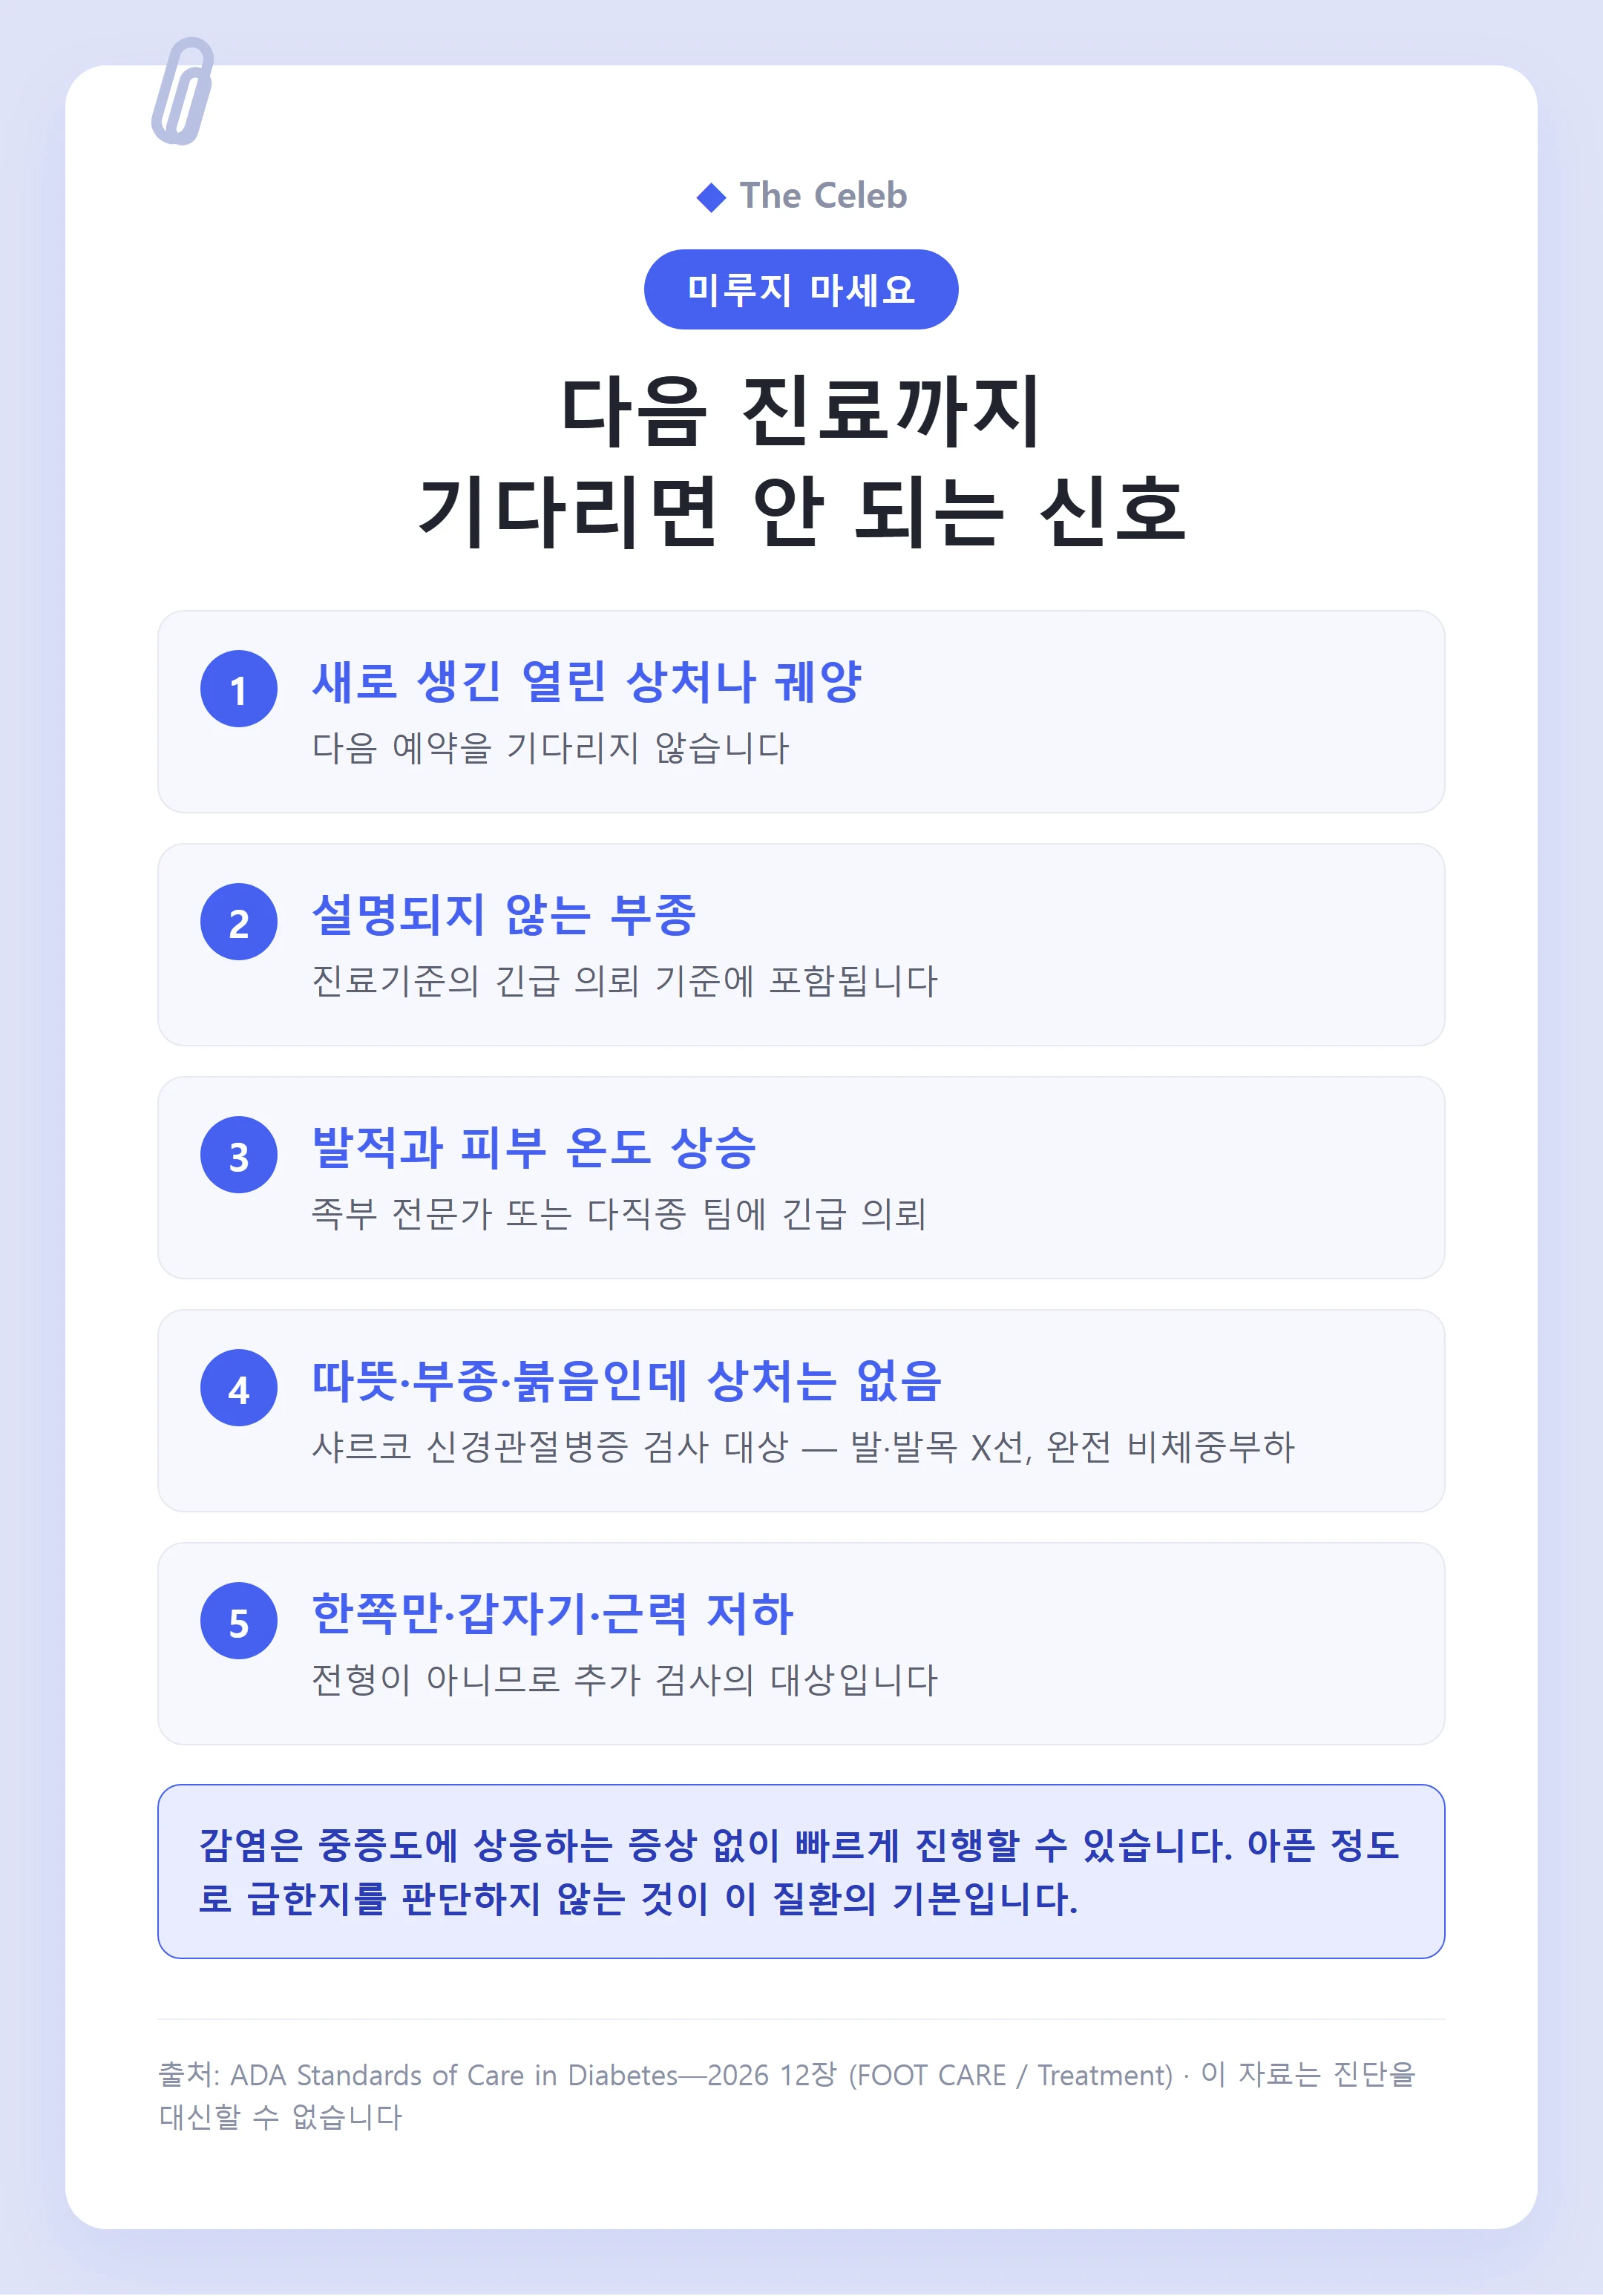 The Celeb
미루지 마세요
다음 진료까지
기다리면 안 되는 신호
1
새로 생긴 열린 상처나 궤양
다음 예약을 기다리지 않습니다
2
설명되지 않는 부종
진료기준의 긴급 의뢰 기준에 포함됩니다
3
발적과 피부 온도 상승
족부 전문가 또는 다직종 팀에 긴급 의뢰
4
따뜻·부종·붉음인데 상처는 없음
샤르코 신경관절병증 검사 대상 — 발·발목 X선, 완전 비체중부하
5
한쪽만·갑자기·근력 저하
전형이 아니므로 추가 검사의 대상입니다
감염은 중증도에 상응하는 증상 없이 빠르게 진행할 수 있습니다. 아픈 정도
로 급한지를 판단하지 않는 것이 이 질환의 기본입니다.
출처: ADA Standards of Care in Diabetes—2026 12장 (FOOT CARE / Treatment) · 이 자료는 진단을
대신할 수 없습니다